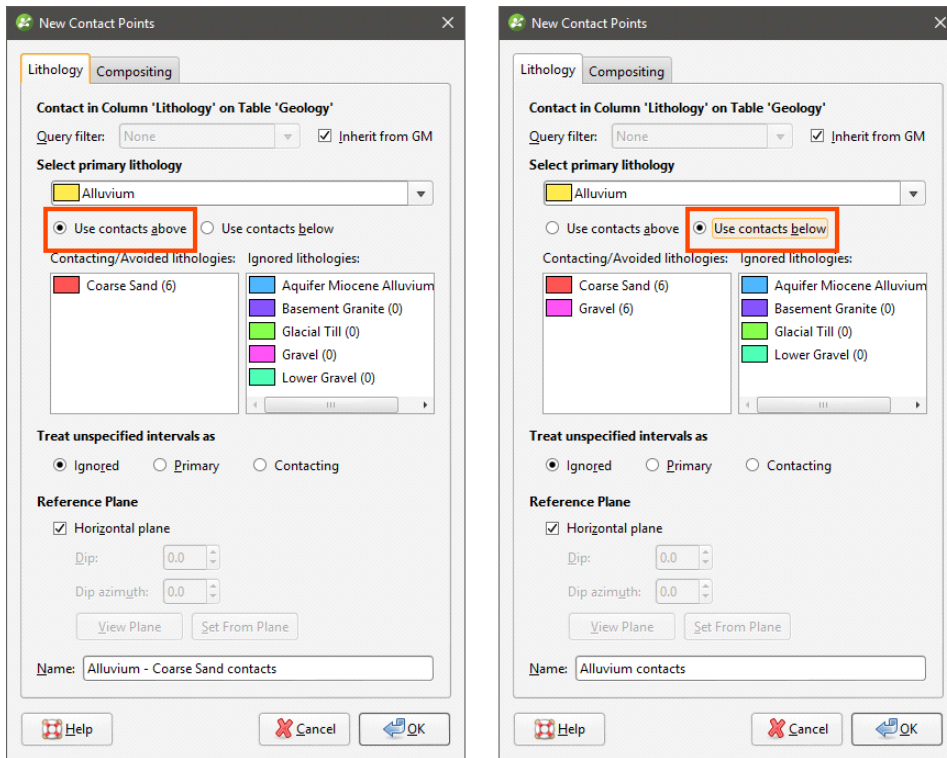 New Contact Points
Lithology
Compositing
Contact in Column 'Lithology' on Table 'Geology'
Query filter: None Inherit from GM
Select primary lithology
Alluvium
Use contacts above Use contacts below
Contacting/Avoided lithologies: Ignored lithologies:
Coarse Sand (6)
Aquifer Miocene Alluvium
Basement Granite (0)
Glacial Till (0)
Gravel (0)
Lower Gravel (0)
Treat unspecified intervals as
Ignored Primary Contacting
Reference Plane
Horizontal plane
Dip: 0.0
Dip azimuth: 0.0
View Plane Set From Plane
Name: Alluvium - Coarse Sand contacts
Help Cancel OK
New Contact Points
Lithology
Compositing
Contact in Column 'Lithology' on Table 'Geology'
Query filter: None Inherit from GM
Select primary lithology
Alluvium
Use contacts above Use contacts below
Contacting/Avoided lithologies: Ignored lithologies:
Coarse Sand (6)
Gravel (6)
Aquifer Miocene Alluvium
Basement Granite (0)
Glacial Till (0)
Lower Gravel (0)
Treat unspecified intervals as
Ignored Primary Contacting
Reference Plane
Horizontal plane
Dip: 0.0
Dip azimuth: 0.0
View Plane Set From Plane
Name: Alluvium contacts
Help Cancel OK